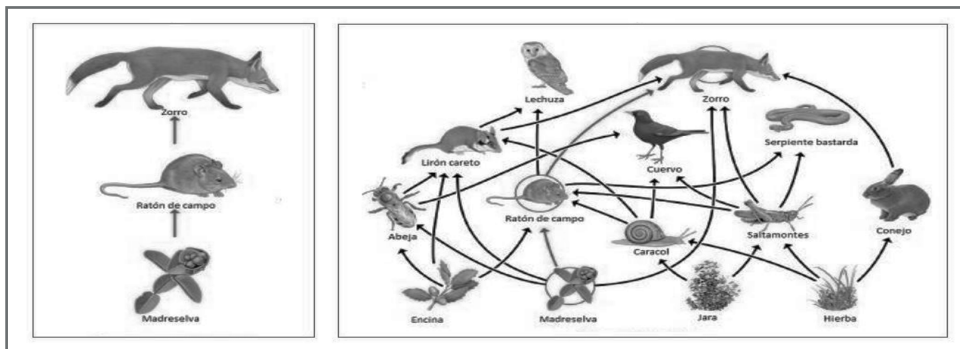 Zorro
Ratón de campo
Madreselva
Lechuza
Zorro
Serpiente bastarda
Lirón careto
Cuervo
Ratón de campo
Abeja
Caracol
Saltamontes
Conejo
Encina
Madreselva
Jara
Hierba